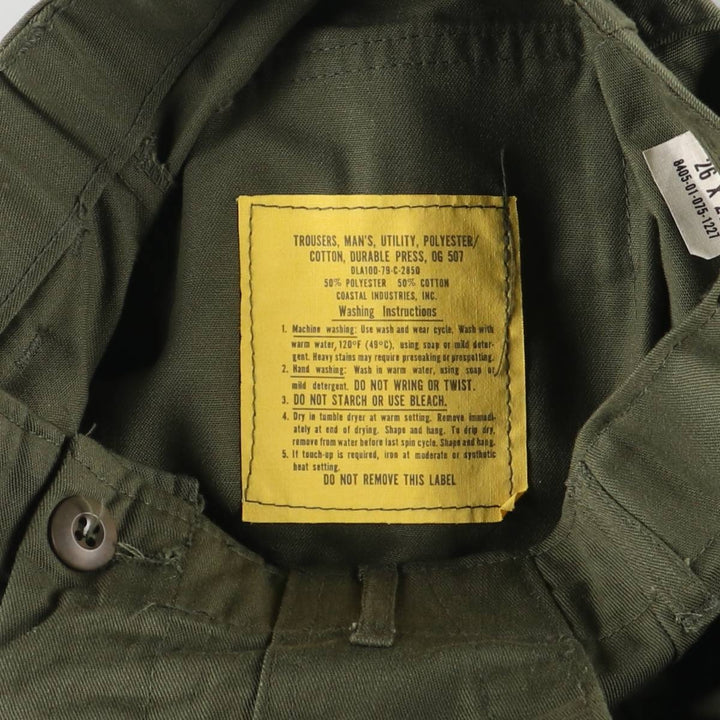 TROUSERS, MAN'S, UTILITY, POLYESTER/
COTTON, DURABLE PRESS, OG 507
DLA100-79-C-2850
50% POLYESTER 50% COTTON
COASTAL INDUSTRIES, INC.
Washing Instructions
1. Machine washing: Use wash and wear cycle. Wash with
warm water, 120°F (49°C), using soap or mild deter-
gent. Heavy stains may require presoaking or prespotting.
2. Hand washing: Wash in warm water, using soap or
mild detergent. DO NOT WRING OR TWIST.
3. DO NOT STARCH OR USE BLEACH.
4. Dry in tumble dryer at warm setting. Remove immedi-
ately at end of drying. Shape and hang. To drip dry,
remove from water before last spin cycle. Shape and hang.
5. If touch-up is required, iron at moderate or synthetic
heat setting.
DO NOT REMOVE THIS LABEL
26 X
8405-01-075-1227